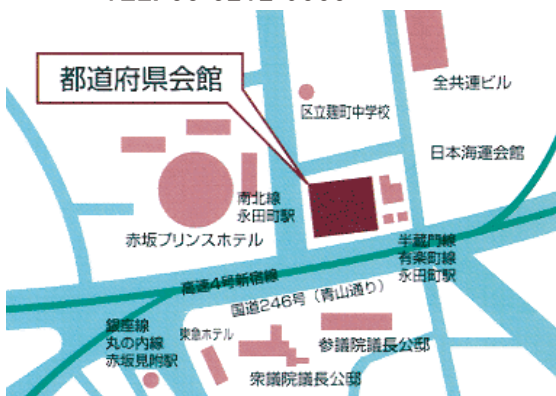 都道府県会館
全共連ビル
区立麹町中学校
日本海運会館
南北線
永田町駅
赤坂プリンスホテル
半蔵門線
有楽町線
永田町駅
高速4号新宿線
国道246号（青山通り）
銀座線
丸の内線
赤坂見附駅
東急ホテル
参議院議長公邸
衆議院議長公邸